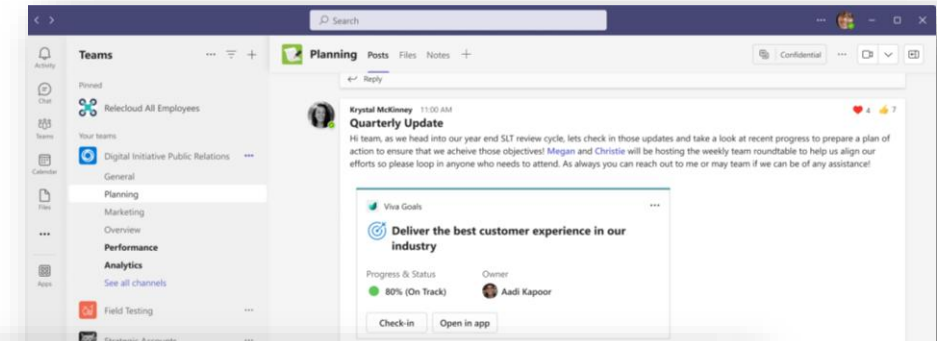 Search
Activity
Chat
Teams
Calendar
Files
Apps
Teams
Pinned
Relecloud All Employees
Your teams
Digital Initiative Public Relations
General
Planning
Marketing
Overview
Performance
Analytics
See all channels
Field Testing
Strategic Accounts
Planning Posts Files Notes
Confidential
Reply
Krystal McKinney 11:00 AM
4 7
Quarterly Update
Hi team, as we head into our year end SLT review cycle, lets check in those updates and take a look at recent progress to prepare a plan of
action to ensure that we acheive those objectives! Megan and Christie will be hosting the weekly team roundtable to help us align our
efforts so please loop in anyone who needs to attend. As always you can reach out to me or may team if we can be of any assistance!
Viva Goals
Deliver the best customer experience in our
industry
Progress & Status Owner
80% (On Track) Aadi Kapoor
Check-in Open in app